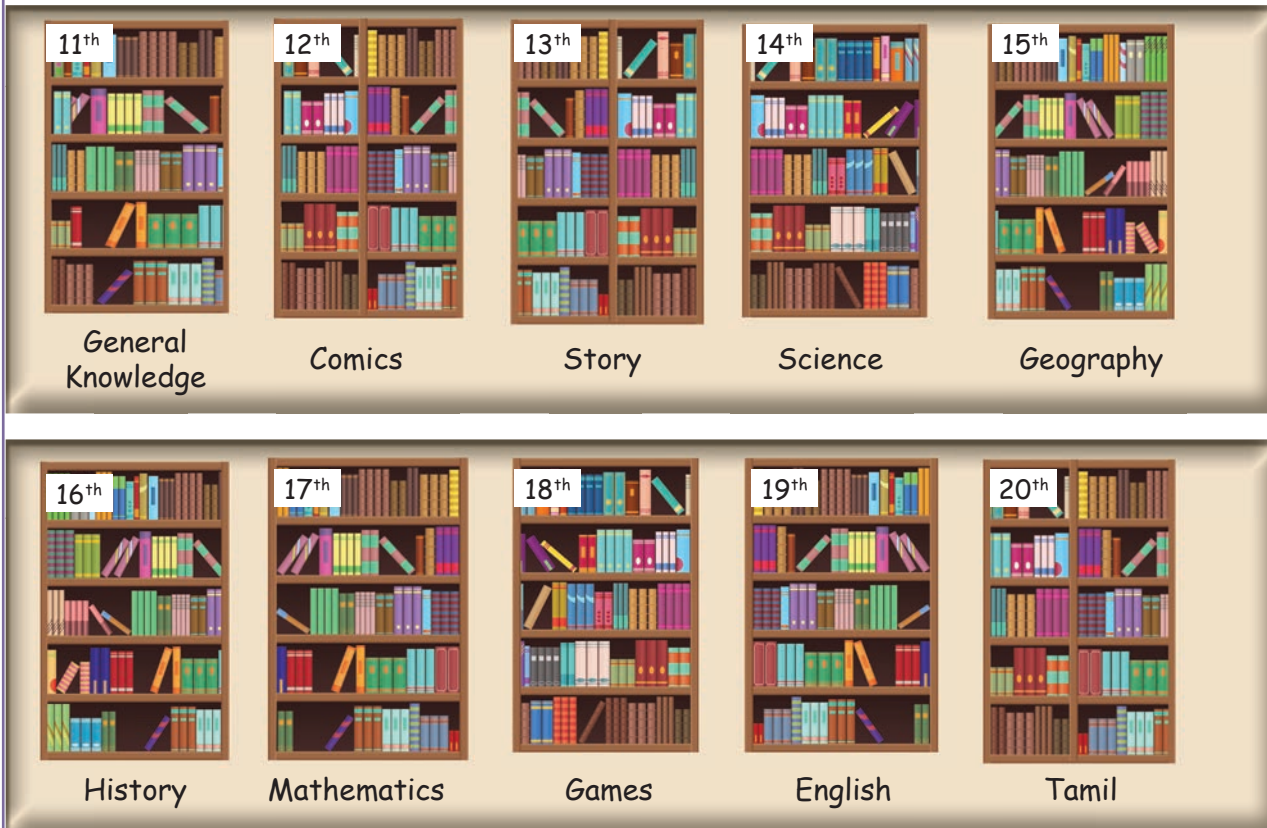 11th 12th 13th 14th 15th
General Knowledge Comics Story Science Geography
16th 17th 18th 19th 20th
History Mathematics Games English Tamil